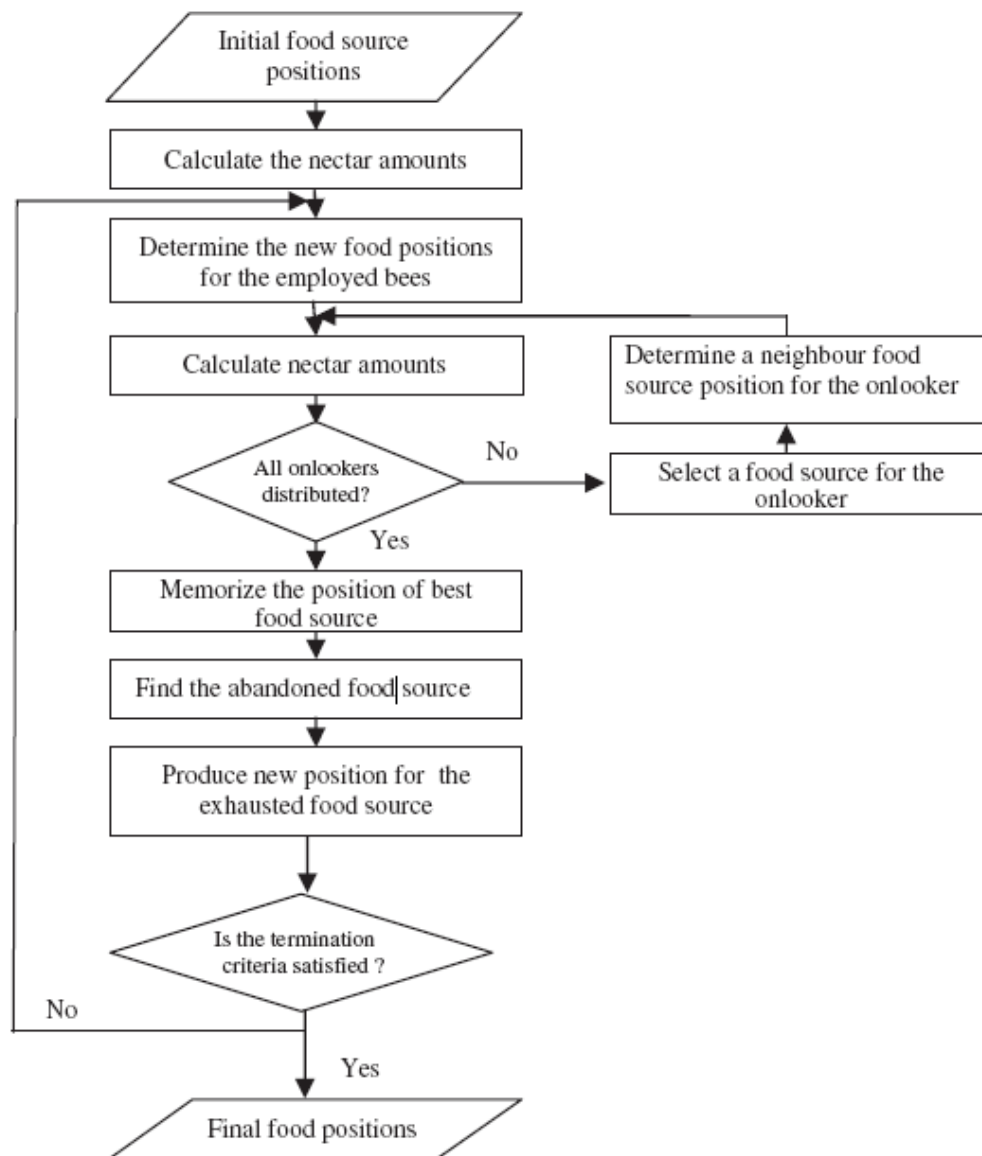 Initial food source
positions
Calculate the nectar amounts
Determine the new food positions
for the employed bees
Calculate nectar amounts
Determine a neighbour food
source position for the onlooker
All onlookers
distributed?
No
Select a food source for the
onlooker
Yes
Memorize the position of best
food source
Find the abandoned food source
Produce new position for the
exhausted food source
Is the termination
criteria satisfied ?
No
Yes
Final food positions